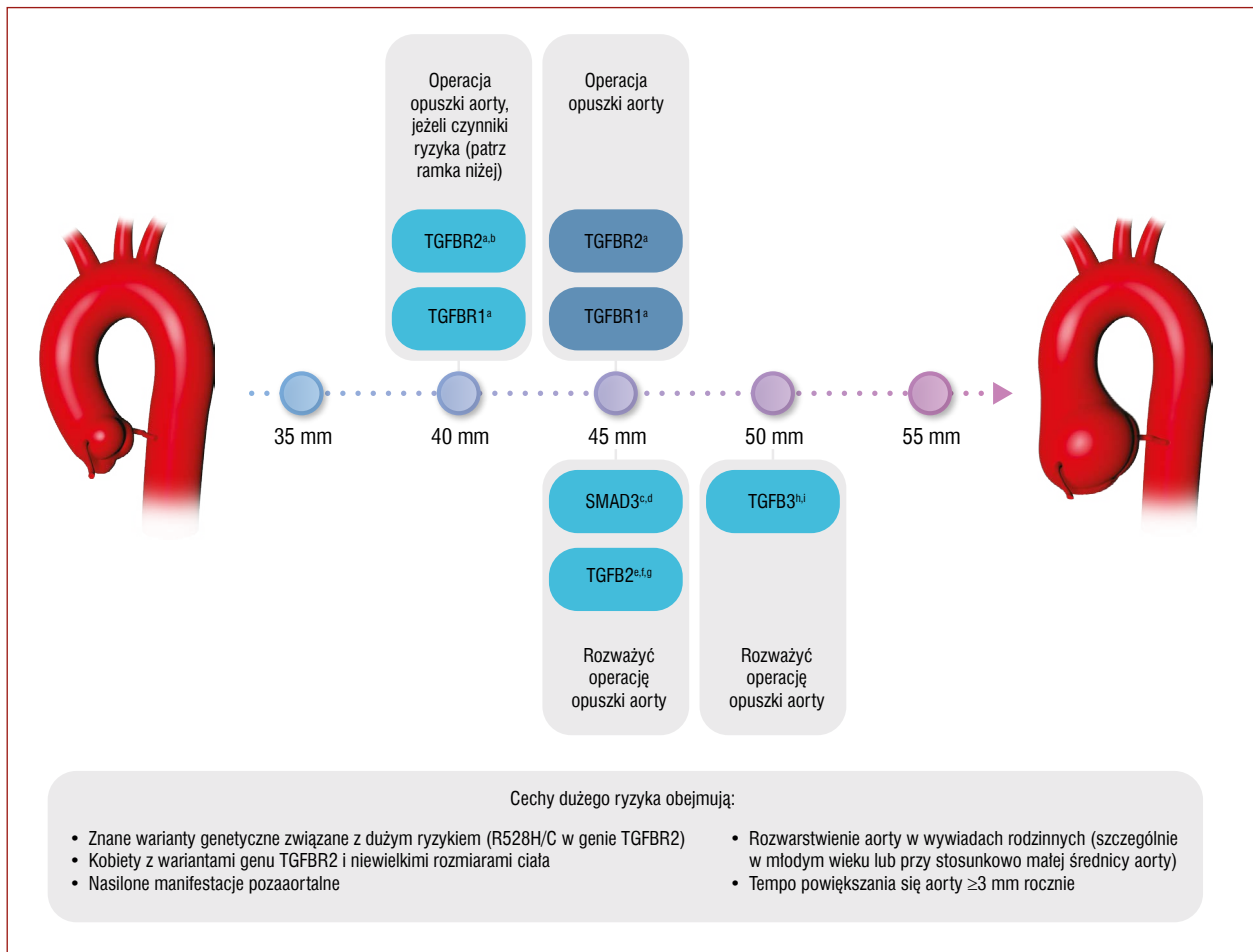 Operacja
opuszki aorty,
jeżeli czynniki
ryzyka (patrz
ramka niżej)
TGFBR2a,b
TGFBR1a
Operacja
opuszki aorty
TGFBR2a
TGFBR1a
35 mm
40 mm
45 mm
50 mm
55 mm
SMAD3c,d
TGFB2e,f,g
Rozważyć
operację
opuszki aorty
TGFB3h,i
Rozważyć
operację
opuszki aorty
Cechy dużego ryzyka obejmują:
• Znane warianty genetyczne związane z dużym ryzykiem (R528H/C w genie TGFBR2)
• Kobiety z wariantami genu TGFBR2 i niewielkimi rozmiarami ciała
• Nasilone manifestacje pozaaortalne
• Rozwarstwienie aorty w wywiadach rodzinnych (szczególnie
w młodym wieku lub przy stosunkowo małej średnicy aorty)
• Tempo powiększania się aorty ≥3 mm rocznie